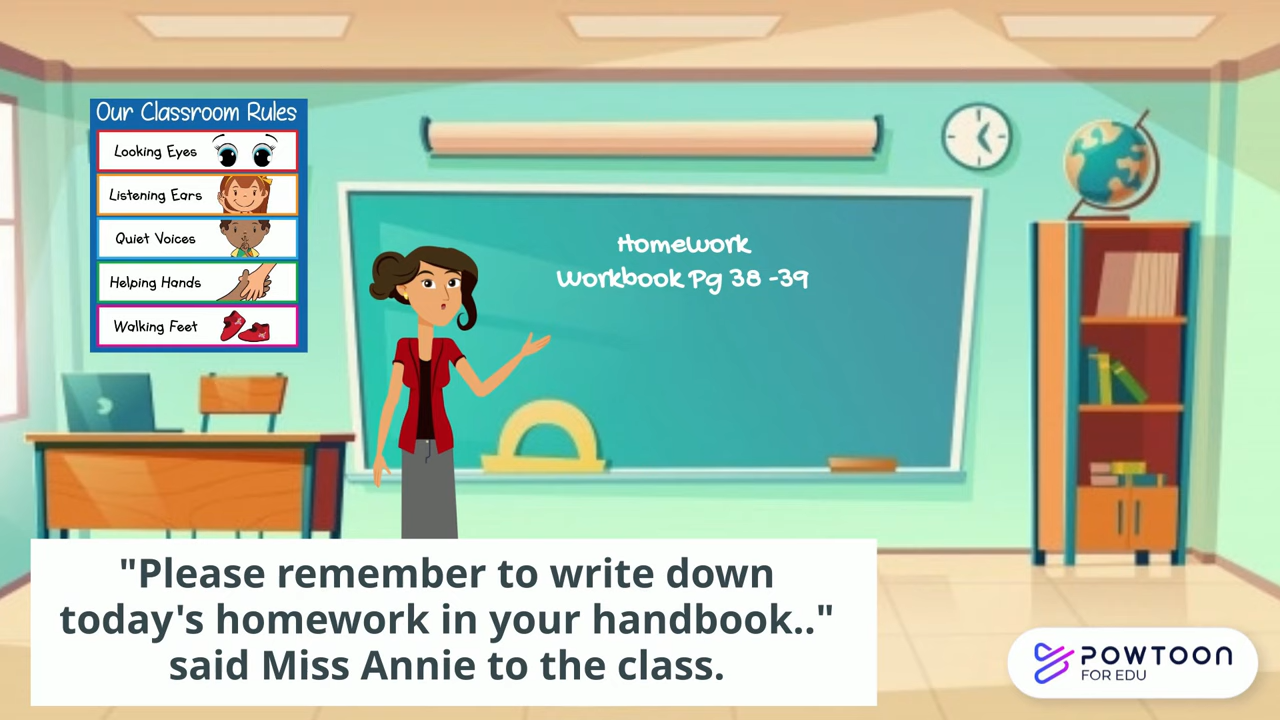 Our Classroom Rules
Looking Eyes
Listening Ears
Quiet Voices
Helping Hands
Walking Feet
Homework
Workbook Pg 38 -39
"Please remember to write down
today's homework in your handbook.."
said Miss Annie to the class.
POWTOON
FOR EDU